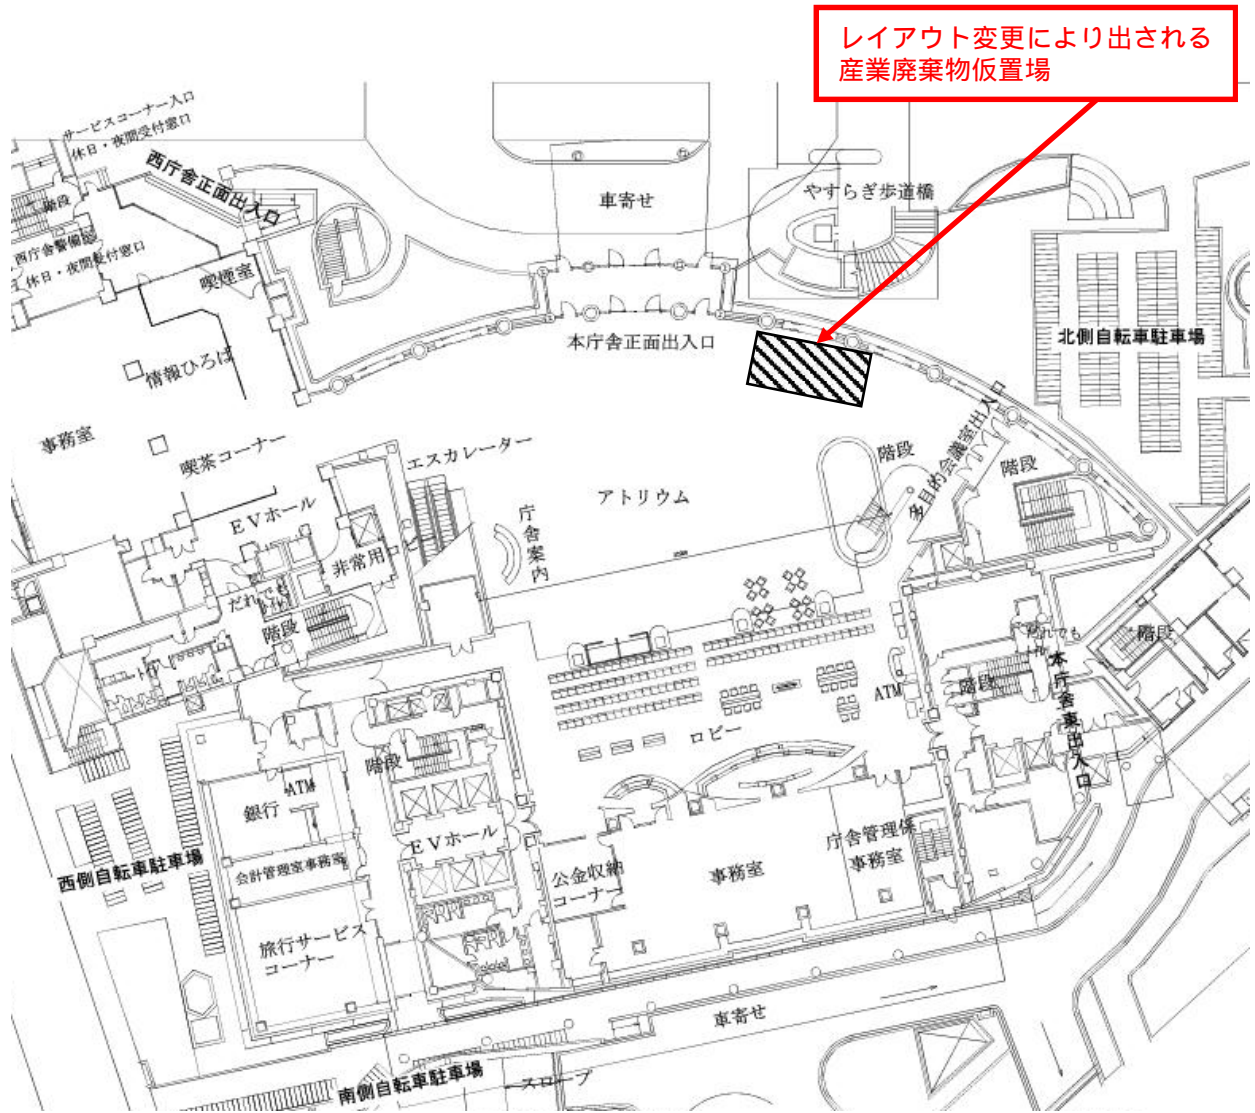 レイアウト変更により出される
産業廃棄物仮置場
サービスコーナー入口
休日・夜間受付窓口
西庁舎正面出入口
階段
西庁舎警備室
休日・夜間受付窓口
喫煙室
車寄せ
やすらぎ歩道橋
本庁舎正面出入口
北側自転車駐車場
情報ひろば
事務室
喫茶コーナー
エスカレーター
EVホール
非常用
アトリウム
庁舎案内
階段
多目的会議室出入口
階段
だれでも
階段
だれでも
階段
本庁舎東出入口
階段
ATM
ロビー
階段
ATM
銀行
EVホール
会計管理室事務室
西側自転車駐車場
公金収納
コーナー
事務室
庁舎管理係
事務室
旅行サービス
コーナー
車寄せ
南側自転車駐車場
スロープ